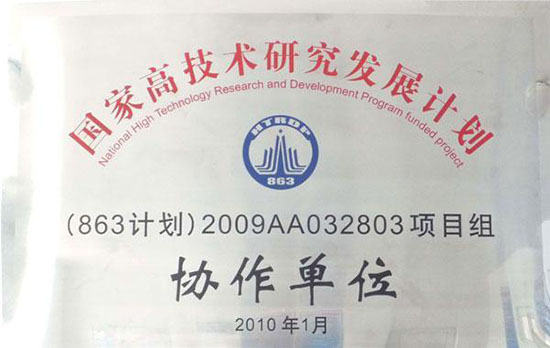 国家高技术研究发展计划
National High Technology Research and Development Program funded project
HTRDP
863
(863计划)2009AA032803项目组
协作单位
2010年1月